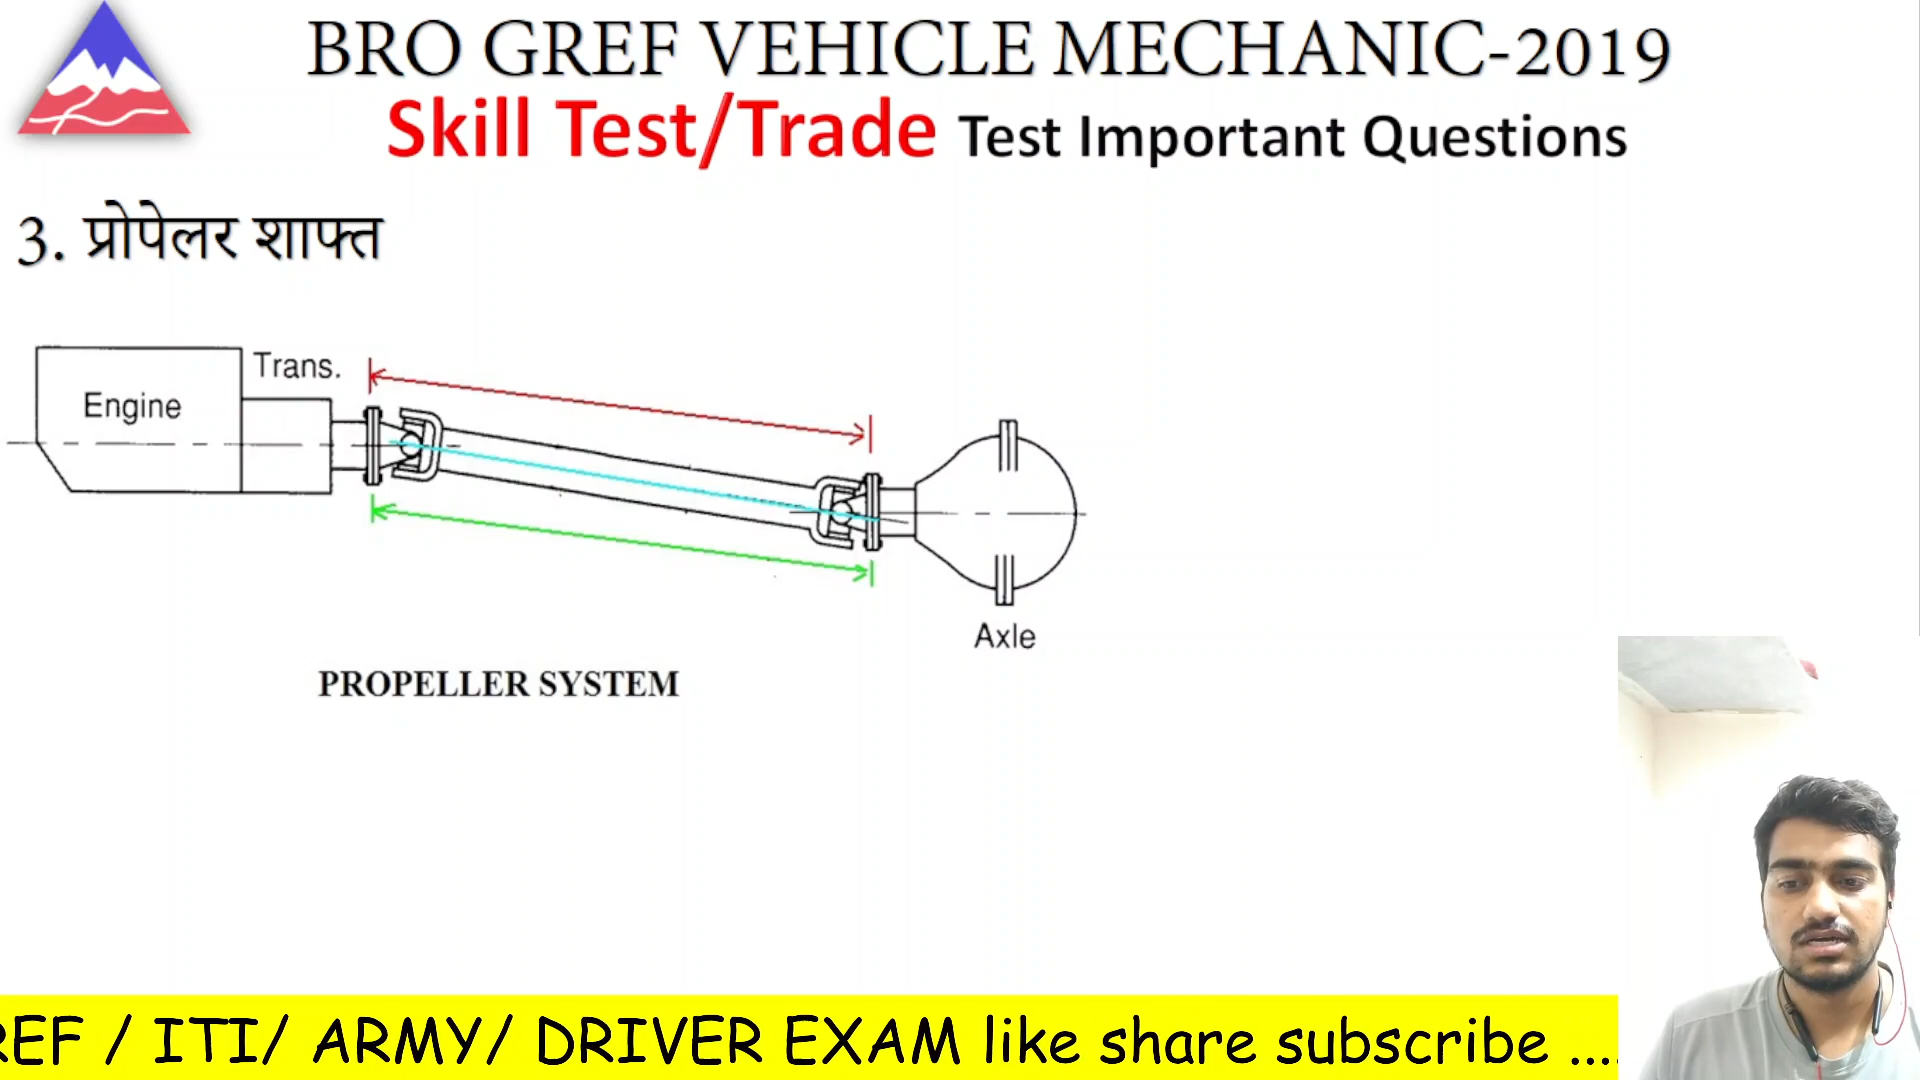 BRO GREF VEHICLE MECHANIC-2019
Skill Test/Trade Test Important Questions
3. प्रोपेलर शाफ्त
Trans.
Engine
Axle
PROPELLER SYSTEM
REF / ITI/ ARMY/ DRIVER EXAM like share subscribe ....